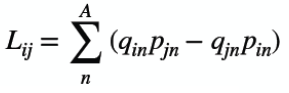 L_{ij} = \sum_{n}^{A} (q_{in}p_{jn} − q_{jn}p_{in})